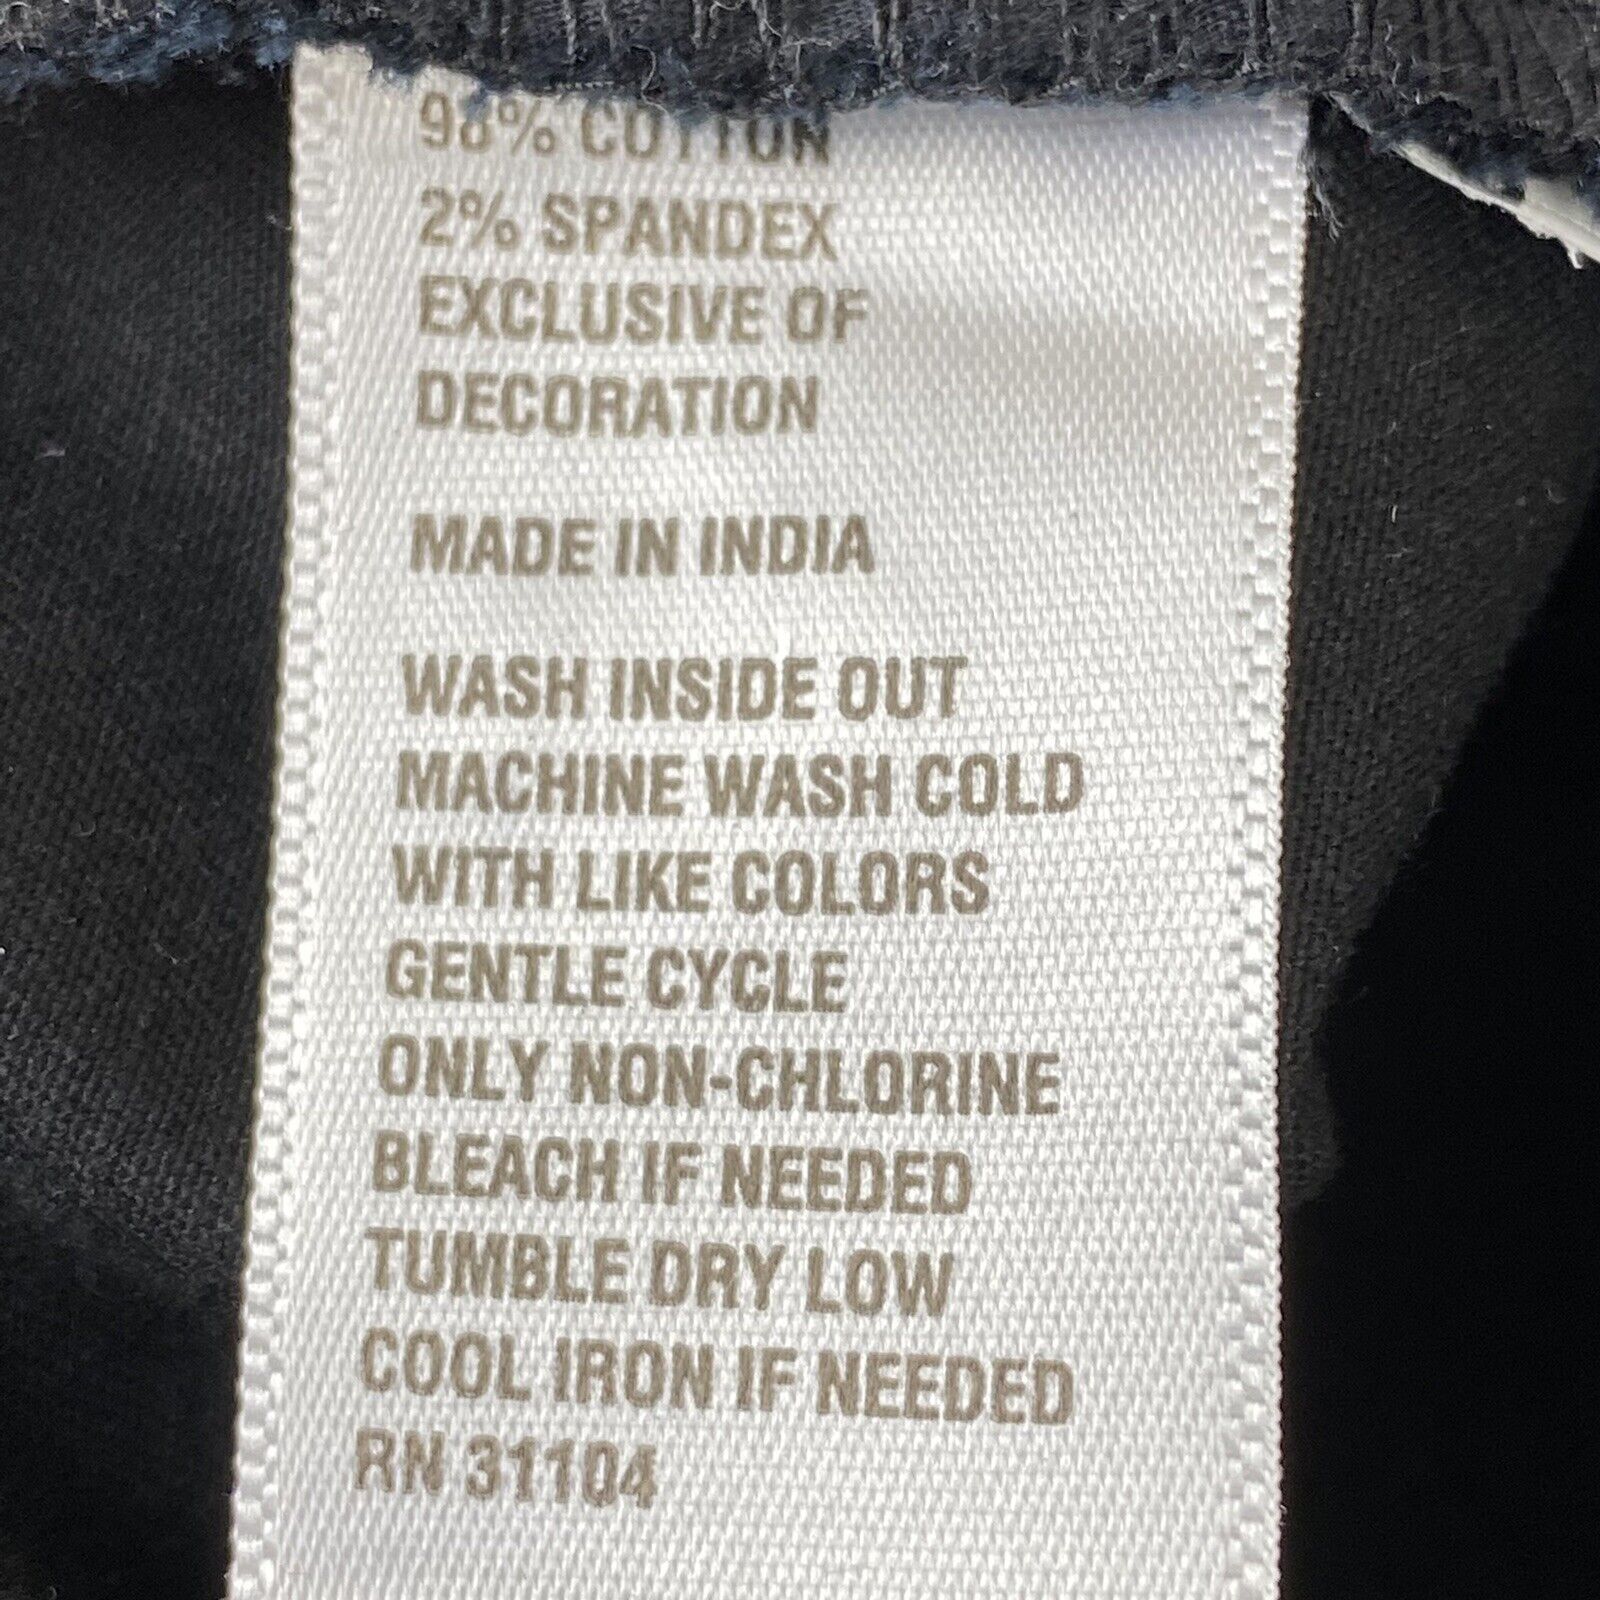 98% COTTON
2% SPANDEX
EXCLUSIVE OF
DECORATION
MADE IN INDIA
WASH INSIDE OUT
MACHINE WASH COLD
WITH LIKE COLORS
GENTLE CYCLE
ONLY NON-CHLORINE
BLEACH IF NEEDED
TUMBLE DRY LOW
COOL IRON IF NEEDED
RN 31104